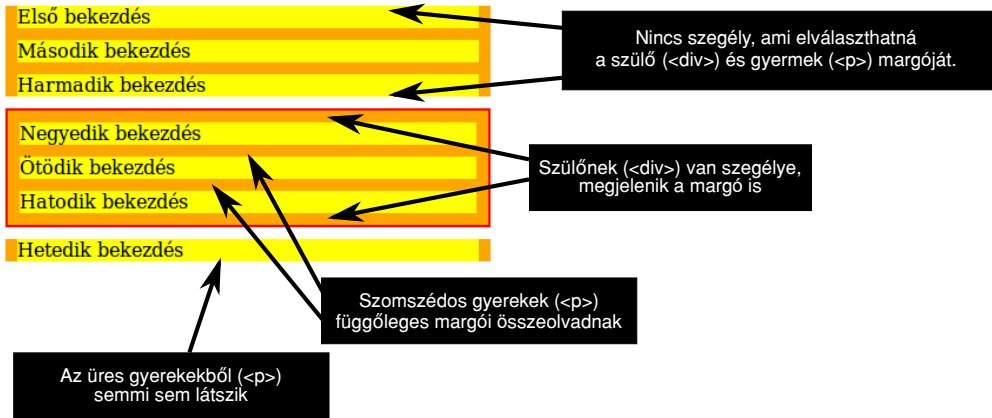 Első bekezdés
Második bekezdés
Harmadik bekezdés
Nincs szegély, ami elválaszthatná
a szülő (<div>) és gyermek (<p>) margóját.
Negyedik bekezdés
Ötödik bekezdés
Hatodik bekezdés
Szülőnek (<div>) van szegélye,
megjelenik a margó is
Hetedik bekezdés
Szomszédos gyerekek (<p>)
függőleges margói összeolvadnak
Az üres gyerekekből (<p>)
semmi sem látszik